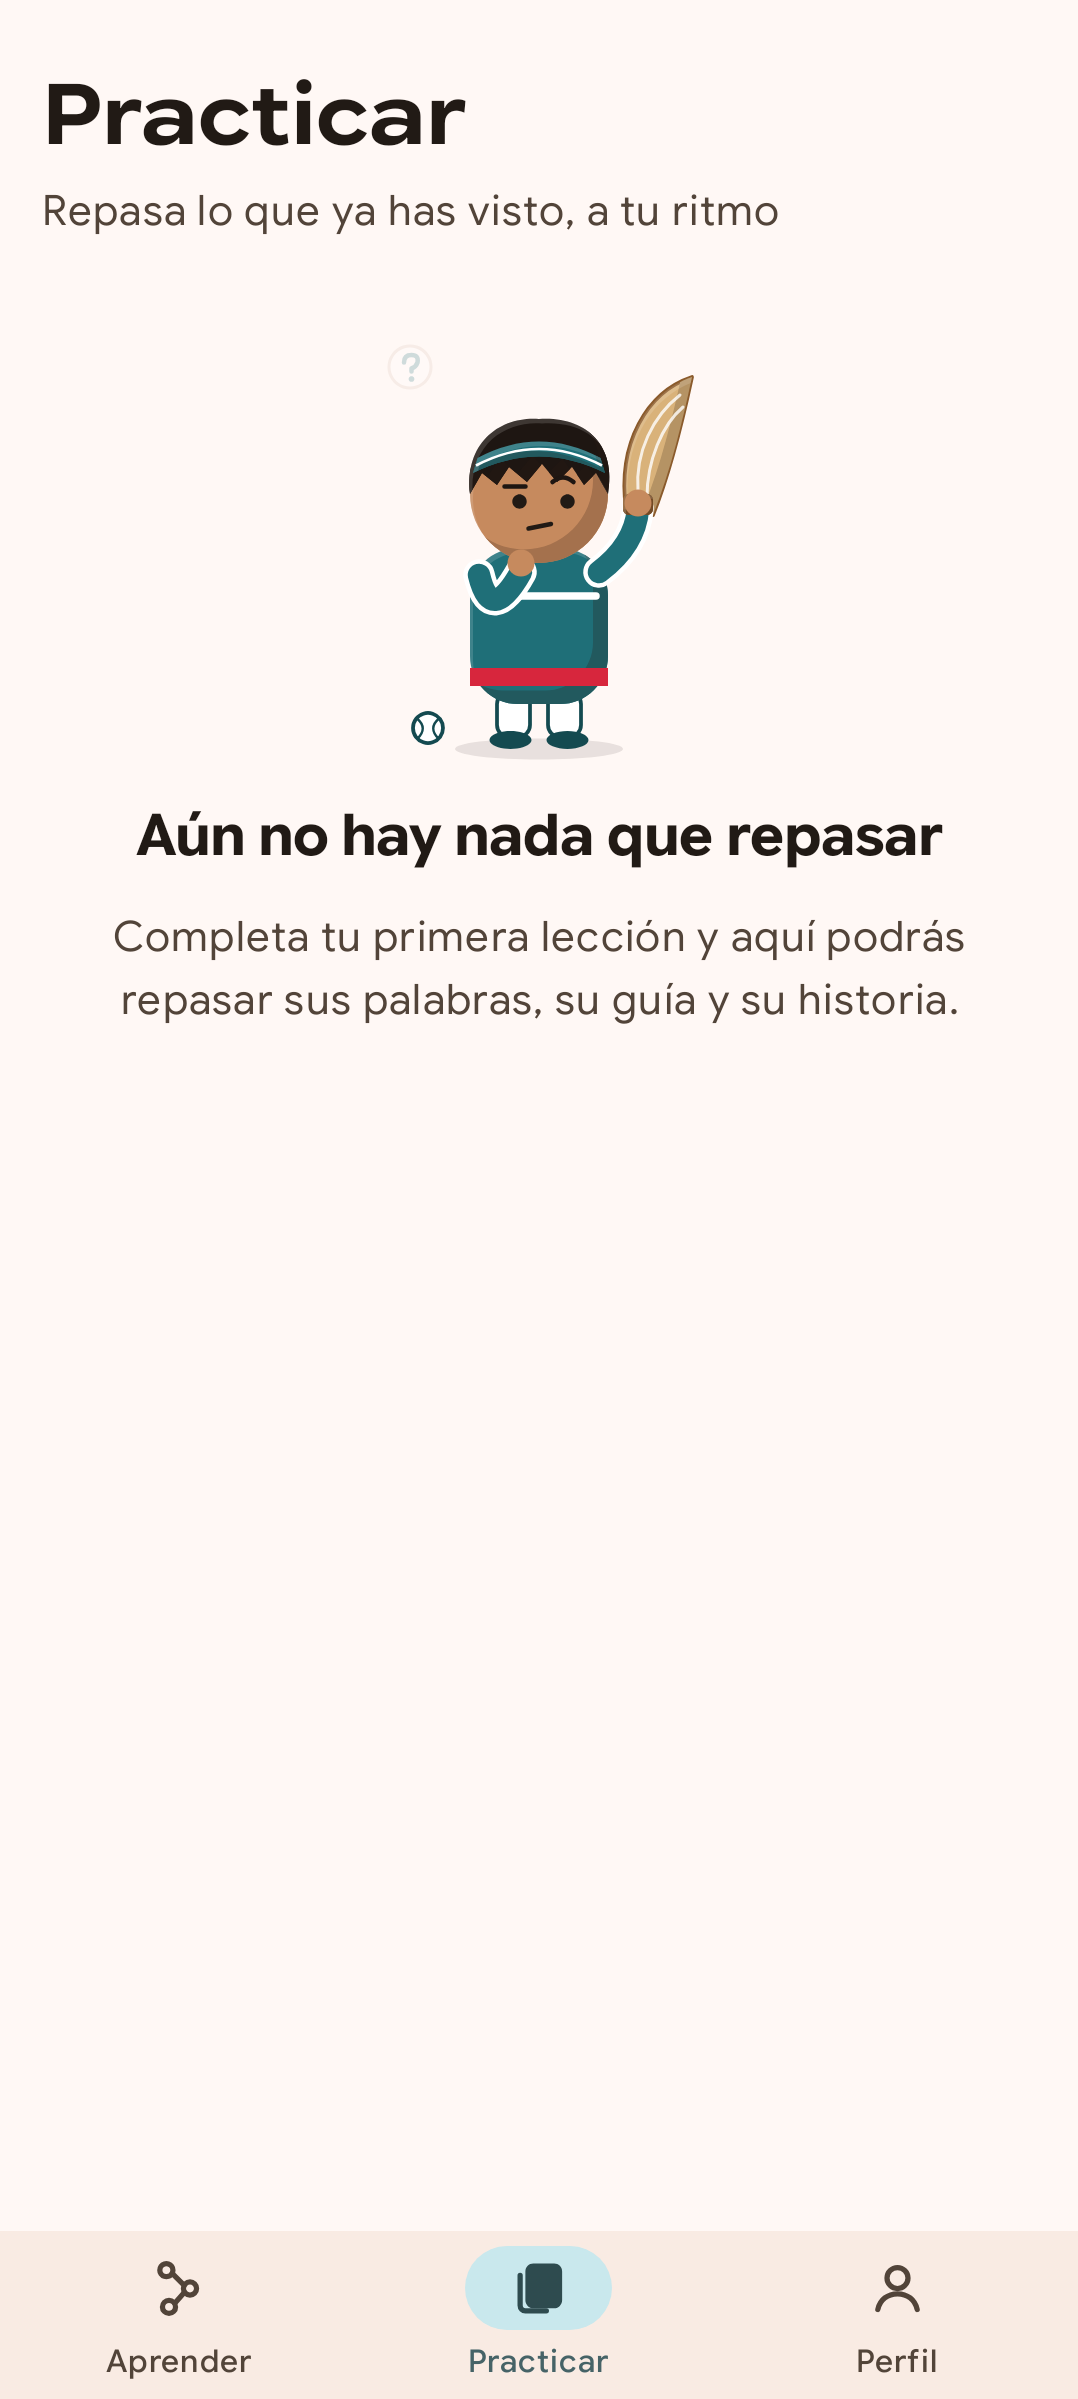 Practicar
Repasa lo que ya has visto, a tu ritmo
?
Aún no hay nada que repasar
Completa tu primera lección y aquí podrás
repasar sus palabras, su guía y su historia.
Aprender
Practicar
Perfil